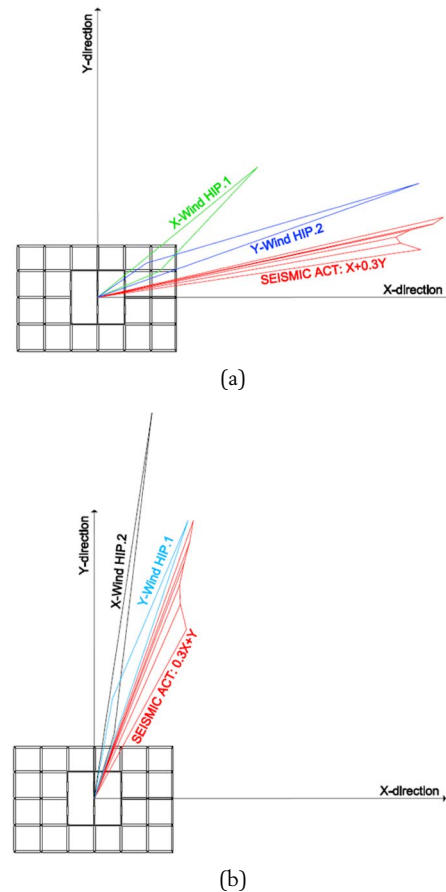 Y-direction
X-Wind HIP.1
Y-Wind HIP.2
SEISMIC ACT: X+0.3Y
X-direction
(a)
X-Wind HIP.2
Y-direction
Y-Wind HIP.1
SEISMIC ACT: 0.3X+Y
X-direction
(b)